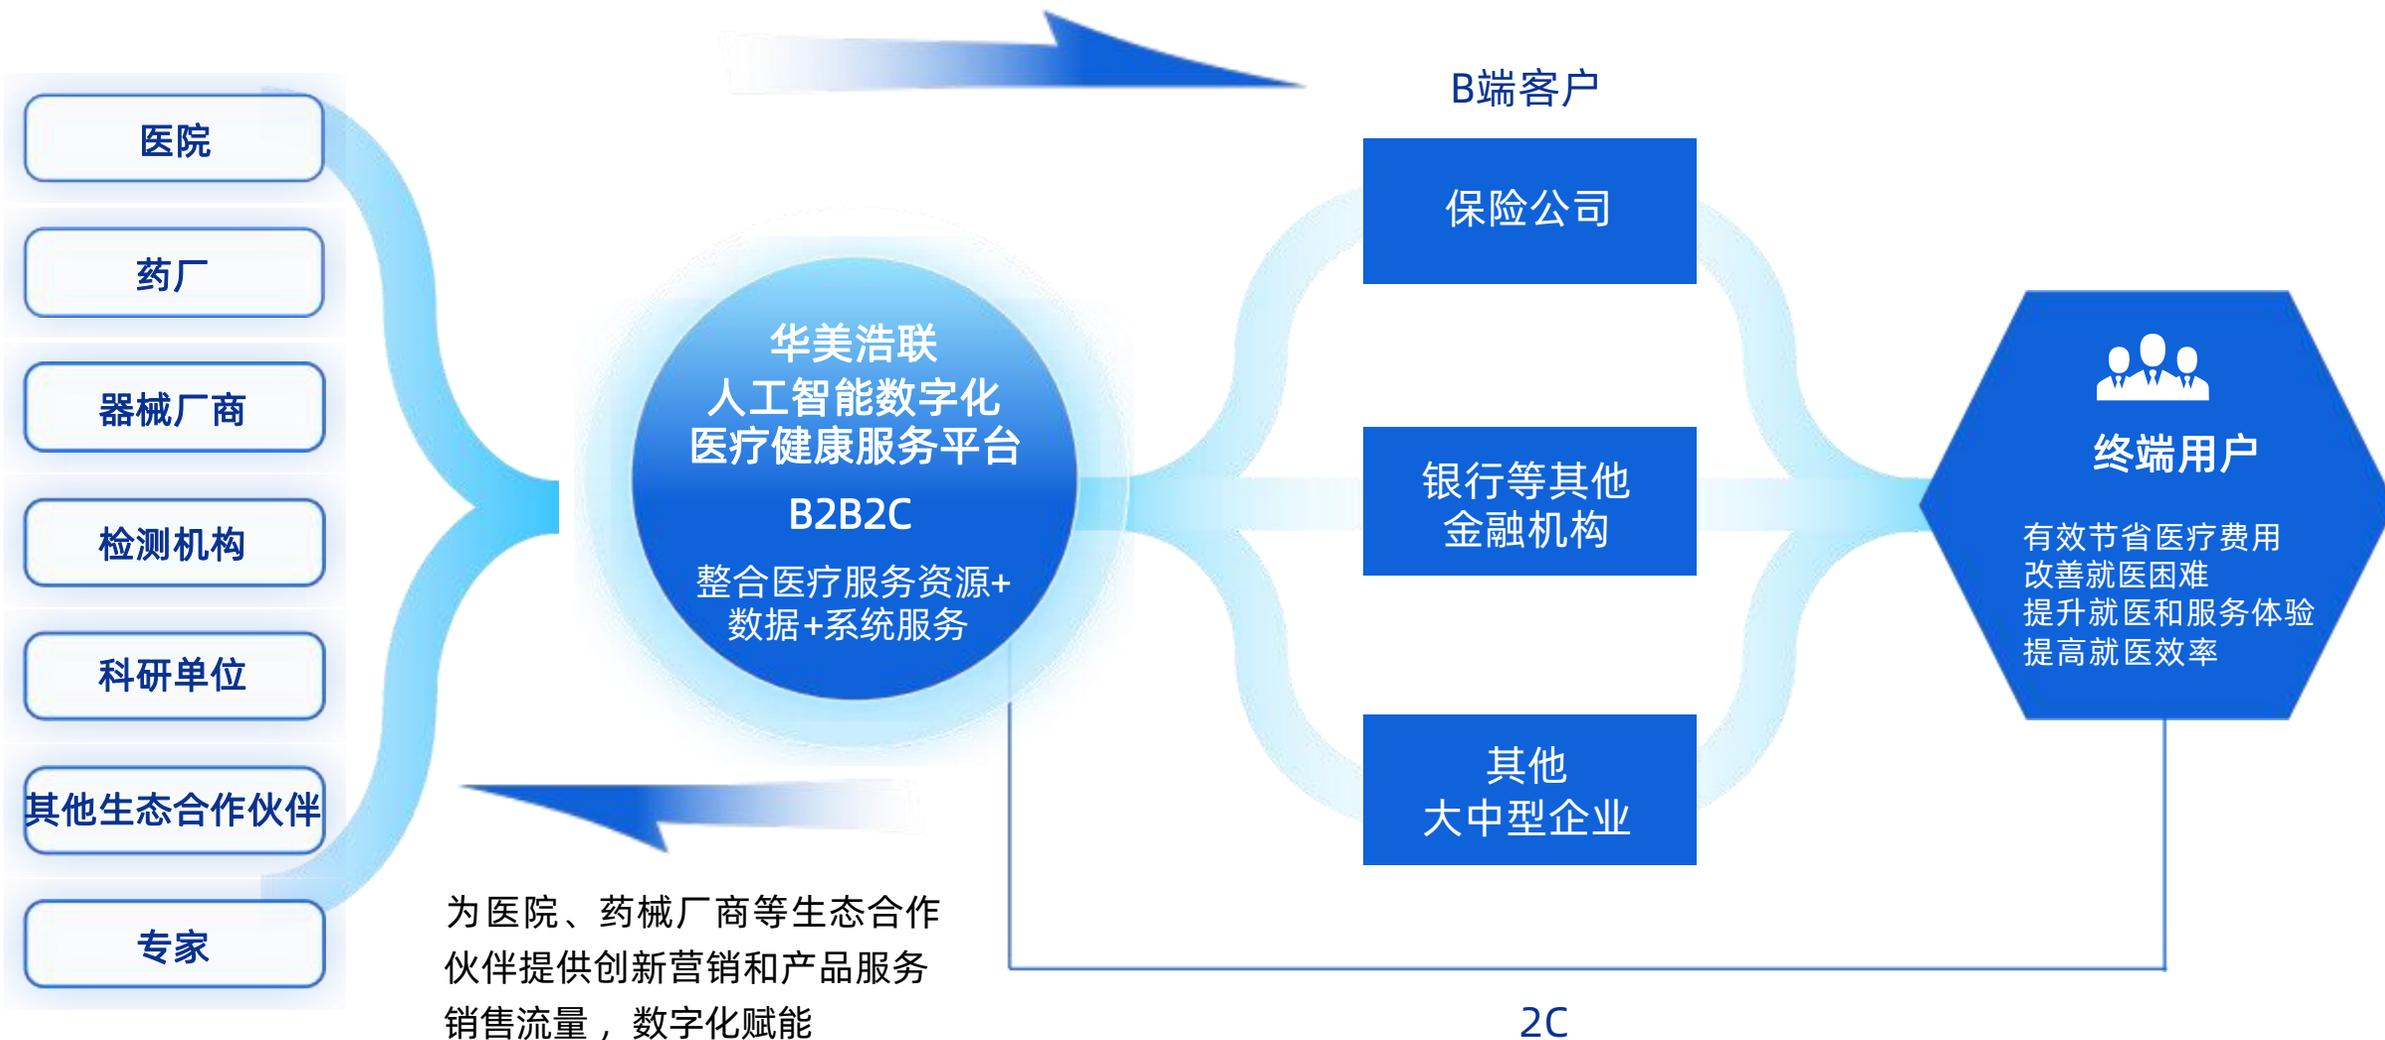 医院
药厂
器械厂商
检测机构
科研单位
其他生态合作伙伴
专家
华美浩联
人工智能数字化
医疗健康服务平台
B2B2C
整合医疗服务资源+
数据+系统服务
为医院、药械厂商等生态合作
伙伴提供创新营销和产品服务
销售流量，数字化赋能
B端客户
保险公司
银行等其他
金融机构
其他
大中型企业
终端用户
有效节省医疗费用
改善就医困难
提升就医和服务体验
提高就医效率
2C